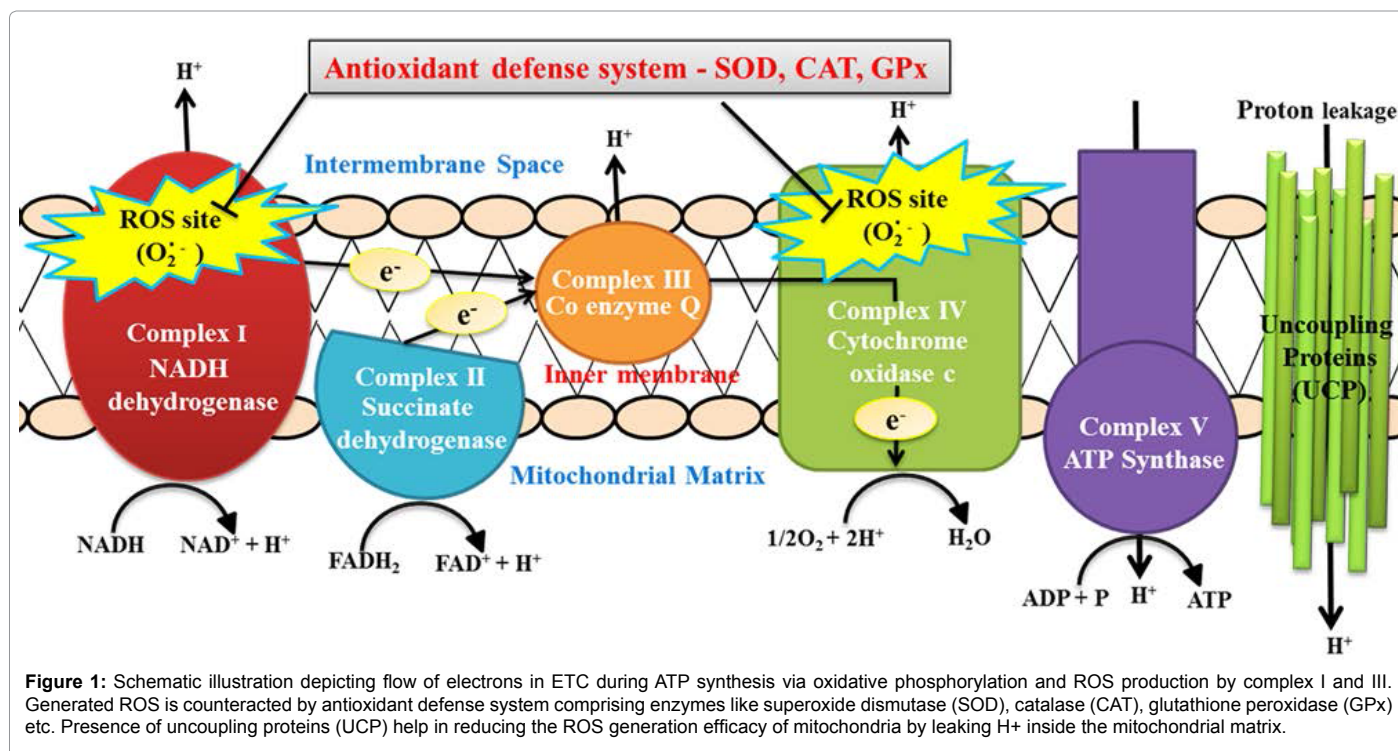 Antioxidant defense system - SOD, CAT, GPx
H⁺
H⁺
H⁺
Proton leakage
Intermembrane Space
ROS site
(O₂˙⁻)
ROS site
(O₂˙⁻)
e⁻
e⁻
Complex III
Co enzyme Q
Complex I
NADH
dehydrogenase
Complex II
Succinate
dehydrogenase
Inner membrane
Complex IV
Cytochrome
oxidase c
e⁻
Uncoupling
Proteins
(UCP)
Complex V
ATP Synthase
Mitochondrial Matrix
NADH
NAD⁺ + H⁺
FADH₂
FAD⁺ + H⁺
1/2O₂ + 2H⁺
H₂O
ADP + P
H⁺
ATP
H⁺
Figure 1: Schematic illustration depicting flow of electrons in ETC during ATP synthesis via oxidative phosphorylation and ROS production by complex I and III.
Generated ROS is counteracted by antioxidant defense system comprising enzymes like superoxide dismutase (SOD), catalase (CAT), glutathione peroxidase (GPx)
etc. Presence of uncoupling proteins (UCP) help in reducing the ROS generation efficacy of mitochondria by leaking H+ inside the mitochondrial matrix.